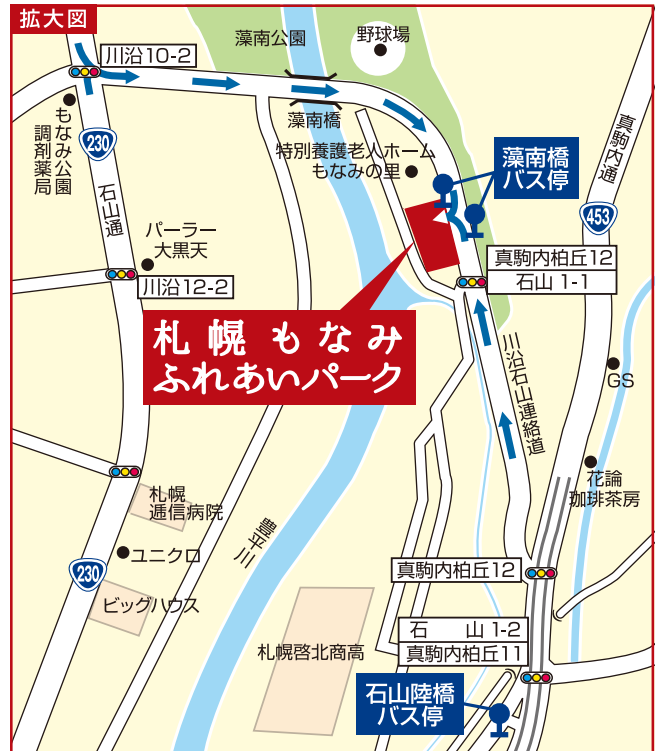 拡大図
川沿10-2
藻南公園
野球場
藻南橋
もなみ公園
調剤薬局
230
石山通
特別養護老人ホーム
もなみの里
藻南橋
バス停
真駒内通
453
パーラー
大黒天
川沿12-2
真駒内柏丘12
石山 1-1
札幌 もなみ
ふれあいパーク
川沿石山連絡道
GS
花論
珈琲茶房
札幌
逓信病院
豊平川
ユニクロ
230
ビッグハウス
真駒内柏丘12
石 山 1-2
真駒内柏丘11
札幌啓北商高
石山陸橋
バス停